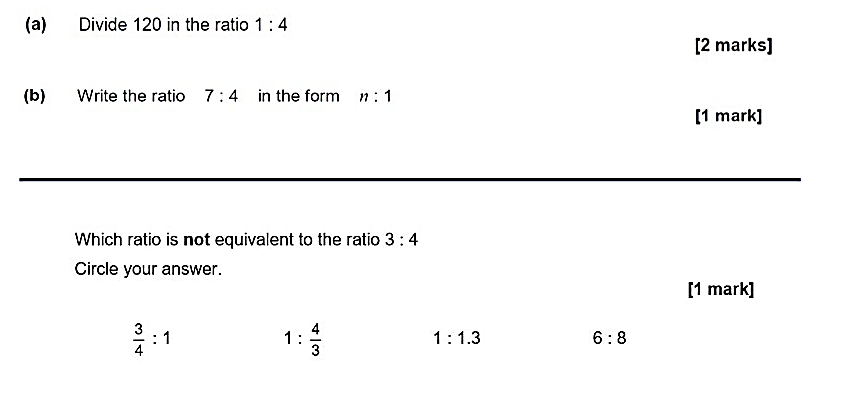 (a) Divide 120 in the ratio 1 : 4
[2 marks]
(b) Write the ratio 7 : 4 in the form n : 1
[1 mark]
Which ratio is not equivalent to the ratio 3 : 4
Circle your answer.
[1 mark]
3/4 : 1 1 : 4/3 1 : 1.3 6 : 8